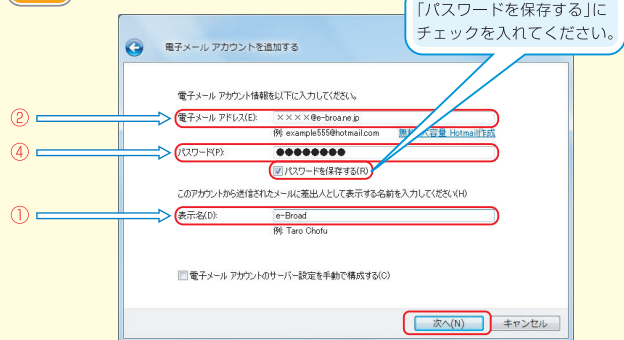 「パスワードを保存する」に
チェックを入れてください。
電子メール アカウントを追加する
電子メール アカウント情報を以下に入力してください。
② 電子メール アドレス(E): ××××@e-broa.ne.jp
例: example555@hotmail.com 無料 大容量 Hotmail作成
④ パスワード(P): ●●●●●●●●
パスワードを保存する(R)
このアカウントから送信されたメールに差出人として表示する名前を入力してください(H)
① 表示名(D): e-Broad
例: Taro Chofu
電子メール アカウントのサーバー設定を手動で構成する(C)
次へ(N) キャンセル